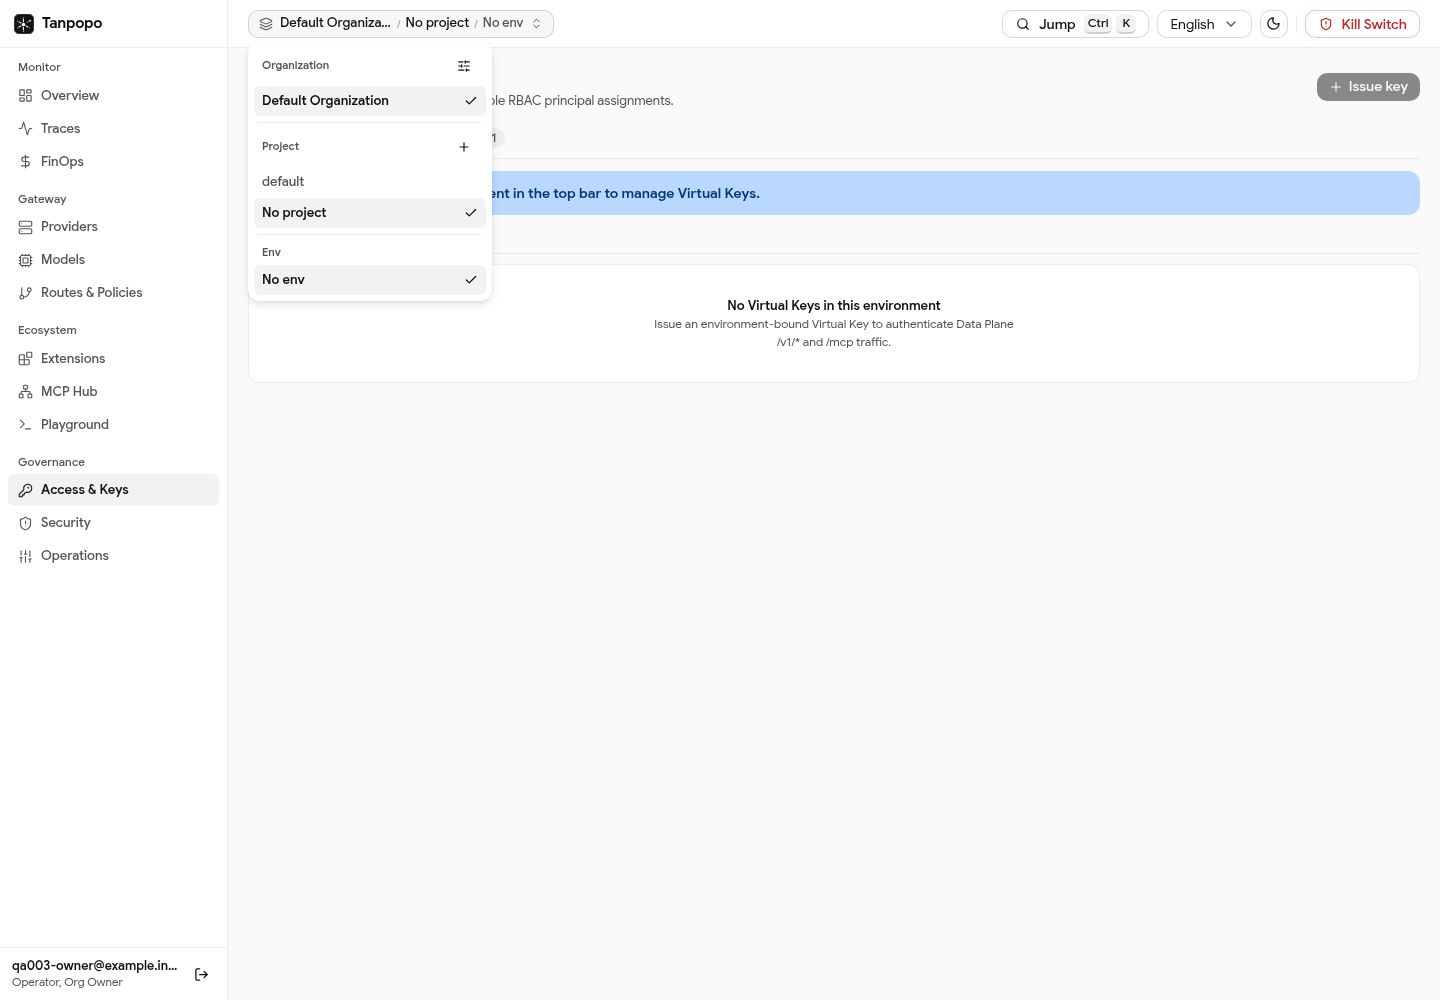 Tanpopo
Default Organiza... / No project / No env
Jump Ctrl K
English
Kill Switch
Monitor
Overview
Traces
FinOps
Gateway
Providers
Models
Routes & Policies
Ecosystem
Extensions
MCP Hub
Playground
Governance
Access & Keys
Security
Operations
qa003-owner@example.in...
Operator, Org Owner
Organization
Default Organization
Project
default
No project
Env
No env
RBAC principal assignments.
Issue key
1
in the top bar to manage Virtual Keys.
No Virtual Keys in this environment
Issue an environment-bound Virtual Key to authenticate Data Plane
/v1/* and /mcp traffic.